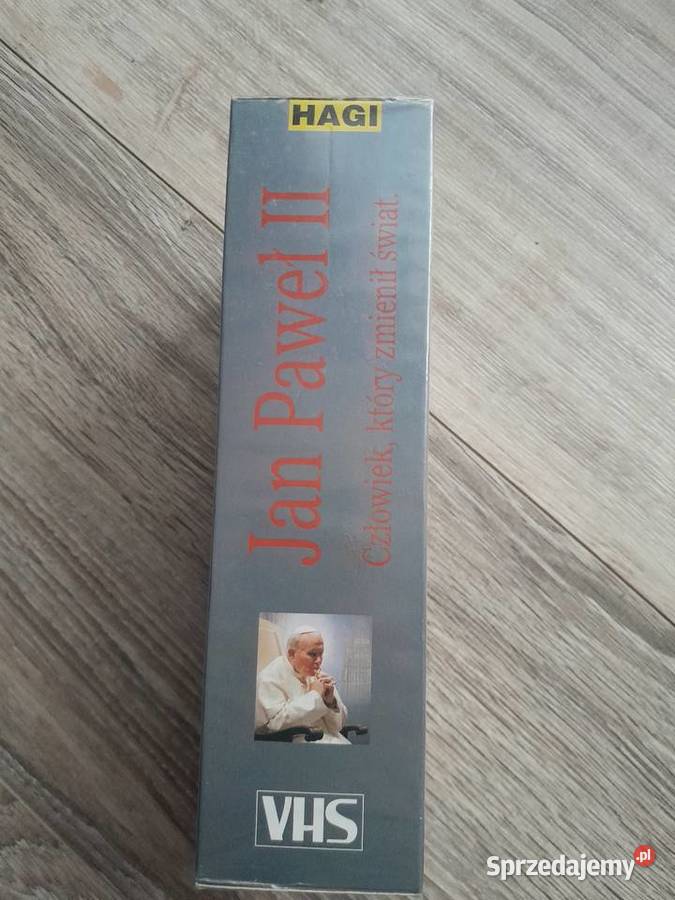 HAGI
Jan Paweł II
Człowiek, który zmienił świat.
VHS
Sprzedajemy.pl